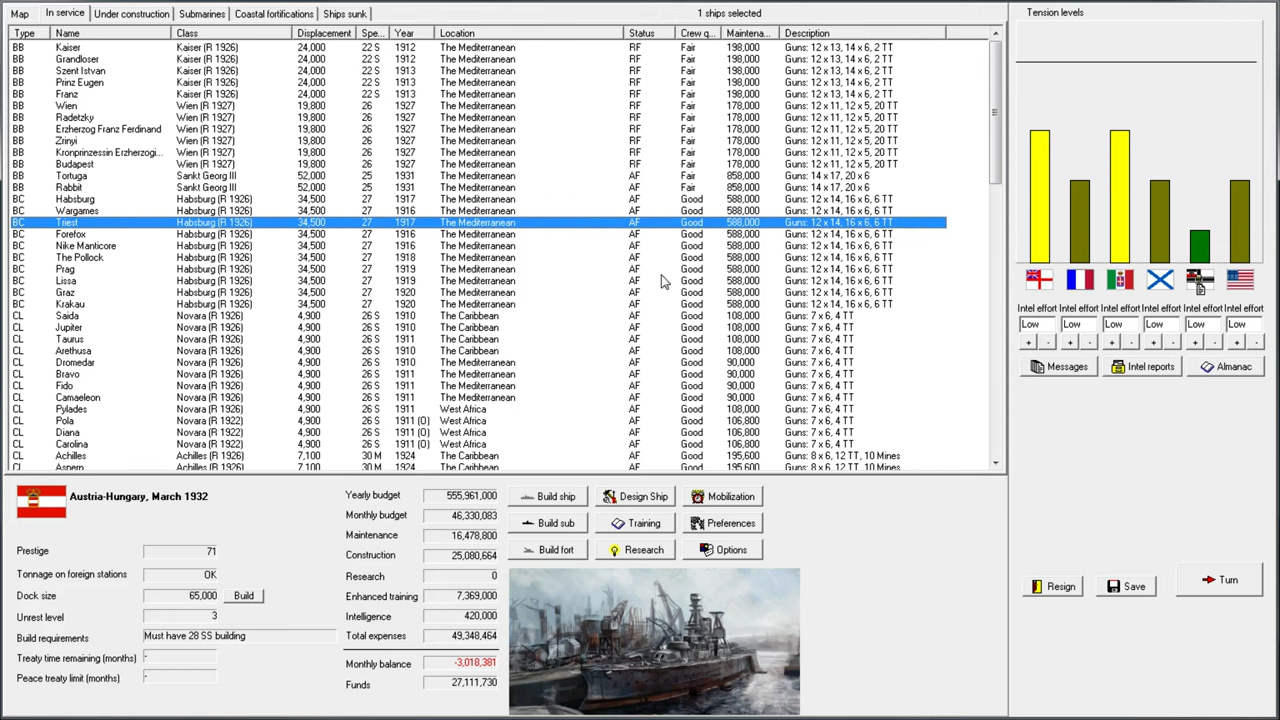 Map In service Under construction Submarines Coastal fortifications Ships sunk 1 ships selected Tension levels
Type Name Class Displacement Spe... Year Location Status Crew q... Maintena... Description
BB Kaiser Kaiser (R 1926) 24,000 22 S 1912 The Mediterranean RF Fair 198,000 Guns: 12 x 13, 14 x 6, 2 TT
BB Grandloser Kaiser (R 1926) 24,000 22 S 1912 The Mediterranean RF Fair 198,000 Guns: 12 x 13, 14 x 6, 2 TT
BB Szent Istvan Kaiser (R 1926) 24,000 22 S 1913 The Mediterranean RF Fair 198,000 Guns: 12 x 13, 14 x 6, 2 TT
BB Prinz Eugen Kaiser (R 1926) 24,000 22 S 1913 The Mediterranean RF Fair 198,000 Guns: 12 x 13, 14 x 6, 2 TT
BB Franz Kaiser (R 1926) 24,000 22 S 1913 The Mediterranean RF Fair 198,000 Guns: 12 x 13, 14 x 6, 2 TT
BB Wien Wien (R 1927) 19,800 26 1927 The Mediterranean RF Fair 178,000 Guns: 12 x 11, 12 x 5, 20 TT
BB Radetzky Wien (R 1927) 19,800 26 1927 The Mediterranean RF Fair 178,000 Guns: 12 x 11, 12 x 5, 20 TT
BB Erzherzog Franz Ferdinand Wien (R 1927) 19,800 26 1927 The Mediterranean RF Fair 178,000 Guns: 12 x 11, 12 x 5, 20 TT
BB Zrinyi Wien (R 1927) 19,800 26 1927 The Mediterranean RF Fair 178,000 Guns: 12 x 11, 12 x 5, 20 TT
BB Kronprinzessin Erzherzogi... Wien (R 1927) 19,800 26 1927 The Mediterranean RF Fair 178,000 Guns: 12 x 11, 12 x 5, 20 TT
BB Budapest Wien (R 1927) 19,800 26 1927 The Mediterranean RF Fair 178,000 Guns: 12 x 11, 12 x 5, 20 TT
BB Tortuga Sankt Georg III 52,000 25 1931 The Mediterranean AF Fair 858,000 Guns: 14 x 17, 20 x 6
BB Rabbit Sankt Georg III 52,000 25 1931 The Mediterranean AF Fair 858,000 Guns: 14 x 17, 20 x 6
BC Habsburg Habsburg (R 1926) 34,500 27 1917 The Mediterranean AF Good 588,000 Guns: 12 x 14, 16 x 6, 6 TT
BC Wargames Habsburg (R 1926) 34,500 27 1916 The Mediterranean AF Good 588,000 Guns: 12 x 14, 16 x 6, 6 TT
BC Triest Habsburg (R 1926) 34,500 27 1917 The Mediterranean AF Good 588,000 Guns: 12 x 14, 16 x 6, 6 TT
BC Forefox Habsburg (R 1926) 34,500 27 1916 The Mediterranean AF Good 588,000 Guns: 12 x 14, 16 x 6, 6 TT
BC Nike Manticore Habsburg (R 1926) 34,500 27 1916 The Mediterranean AF Good 588,000 Guns: 12 x 14, 16 x 6, 6 TT
BC The Pollock Habsburg (R 1926) 34,500 27 1918 The Mediterranean AF Good 588,000 Guns: 12 x 14, 16 x 6, 6 TT
BC Prag Habsburg (R 1926) 34,500 27 1919 The Mediterranean AF Good 588,000 Guns: 12 x 14, 16 x 6, 6 TT
BC Lissa Habsburg (R 1926) 34,500 27 1919 The Mediterranean AF Good 588,000 Guns: 12 x 14, 16 x 6, 6 TT
BC Graz Habsburg (R 1926) 34,500 27 1920 The Mediterranean AF Good 588,000 Guns: 12 x 14, 16 x 6, 6 TT
BC Krakau Habsburg (R 1926) 34,500 27 1920 The Mediterranean AF Good 588,000 Guns: 12 x 14, 16 x 6, 6 TT
CL Saida Novara (R 1926) 4,900 26 S 1910 The Caribbean AF Good 108,000 Guns: 7 x 6, 4 TT
CL Jupiter Novara (R 1926) 4,900 26 S 1910 The Caribbean AF Good 108,000 Guns: 7 x 6, 4 TT
CL Taurus Novara (R 1926) 4,900 26 S 1910 The Caribbean AF Good 108,000 Guns: 7 x 6, 4 TT
CL Arethusa Novara (R 1926) 4,900 26 S 1910 The Caribbean AF Good 108,000 Guns: 7 x 6, 4 TT
CL Dromedar Novara (R 1926) 4,900 26 S 1910 The Mediterranean AF Good 90,000 Guns: 7 x 6, 4 TT
CL Bravo Novara (R 1926) 4,900 26 S 1911 The Mediterranean AF Good 90,000 Guns: 7 x 6, 4 TT
CL Fido Novara (R 1926) 4,900 26 S 1911 The Mediterranean AF Good 90,000 Guns: 7 x 6, 4 TT
CL Camaeleon Novara (R 1926) 4,900 26 S 1911 The Mediterranean AF Good 90,000 Guns: 7 x 6, 4 TT
CL Pylades Novara (R 1926) 4,900 26 S 1911 West Africa AF Good 108,000 Guns: 7 x 6, 4 TT
CL Pola Novara (R 1922) 4,900 26 S 1911 (O) West Africa AF Good 106,800 Guns: 7 x 6, 4 TT
CL Diana Novara (R 1922) 4,900 26 S 1911 (O) West Africa AF Good 106,800 Guns: 7 x 6, 4 TT
CL Carolina Novara (R 1922) 4,900 26 S 1911 (O) West Africa AF Good 106,800 Guns: 7 x 6, 4 TT
CL Achilles Achilles (R 1926) 7,100 30 M 1924 The Caribbean AF Good 195,600 Guns: 8 x 6, 12 TT, 10 Mines
CL Aspern Achilles (R 1926) 7,100 30 M 1924 The Caribbean AF Good 195,600 Guns: 8 x 6, 12 TT, 10 Mines
Intel effort Intel effort Intel effort Intel effort Intel effort Intel effort
Low Low Low Low Low Low
+ - + - + - + - + - + -
Messages Intel reports Almanac
Austria-Hungary, March 1932
Prestige 71
Tonnage on foreign stations OK
Dock size 65,000 Build
Unrest level 3
Build requirements Must have 28 SS building
Treaty time remaining (months) -
Peace treaty limit (months) -
Yearly budget 555,961,000
Monthly budget 46,330,083
Maintenance 16,478,800
Construction 25,080,664
Research 0
Enhanced training 7,369,000
Intelligence 420,000
Total expenses 49,348,464
Monthly balance -3,018,381
Funds 27,111,730
Build ship Design Ship Mobilization
Build sub Training Preferences
Build fort Research Options
Resign Save Turn